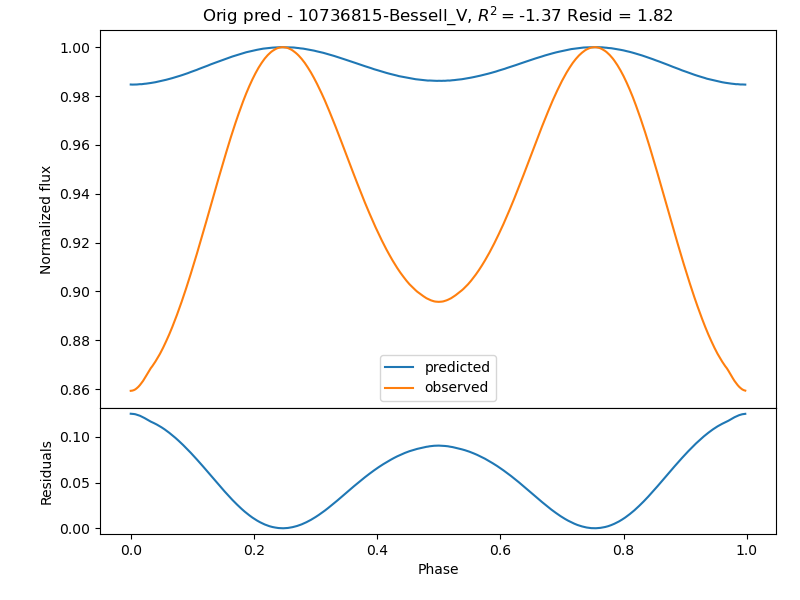 Orig pred - 10736815-Bessell_V, R² = -1.37 Resid = 1.82
Normalized flux
1.00
0.98
0.96
0.94
0.92
0.90
0.88
0.86
predicted
observed
Residuals
0.10
0.05
0.00
0.0 0.2 0.4 0.6 0.8 1.0
Phase